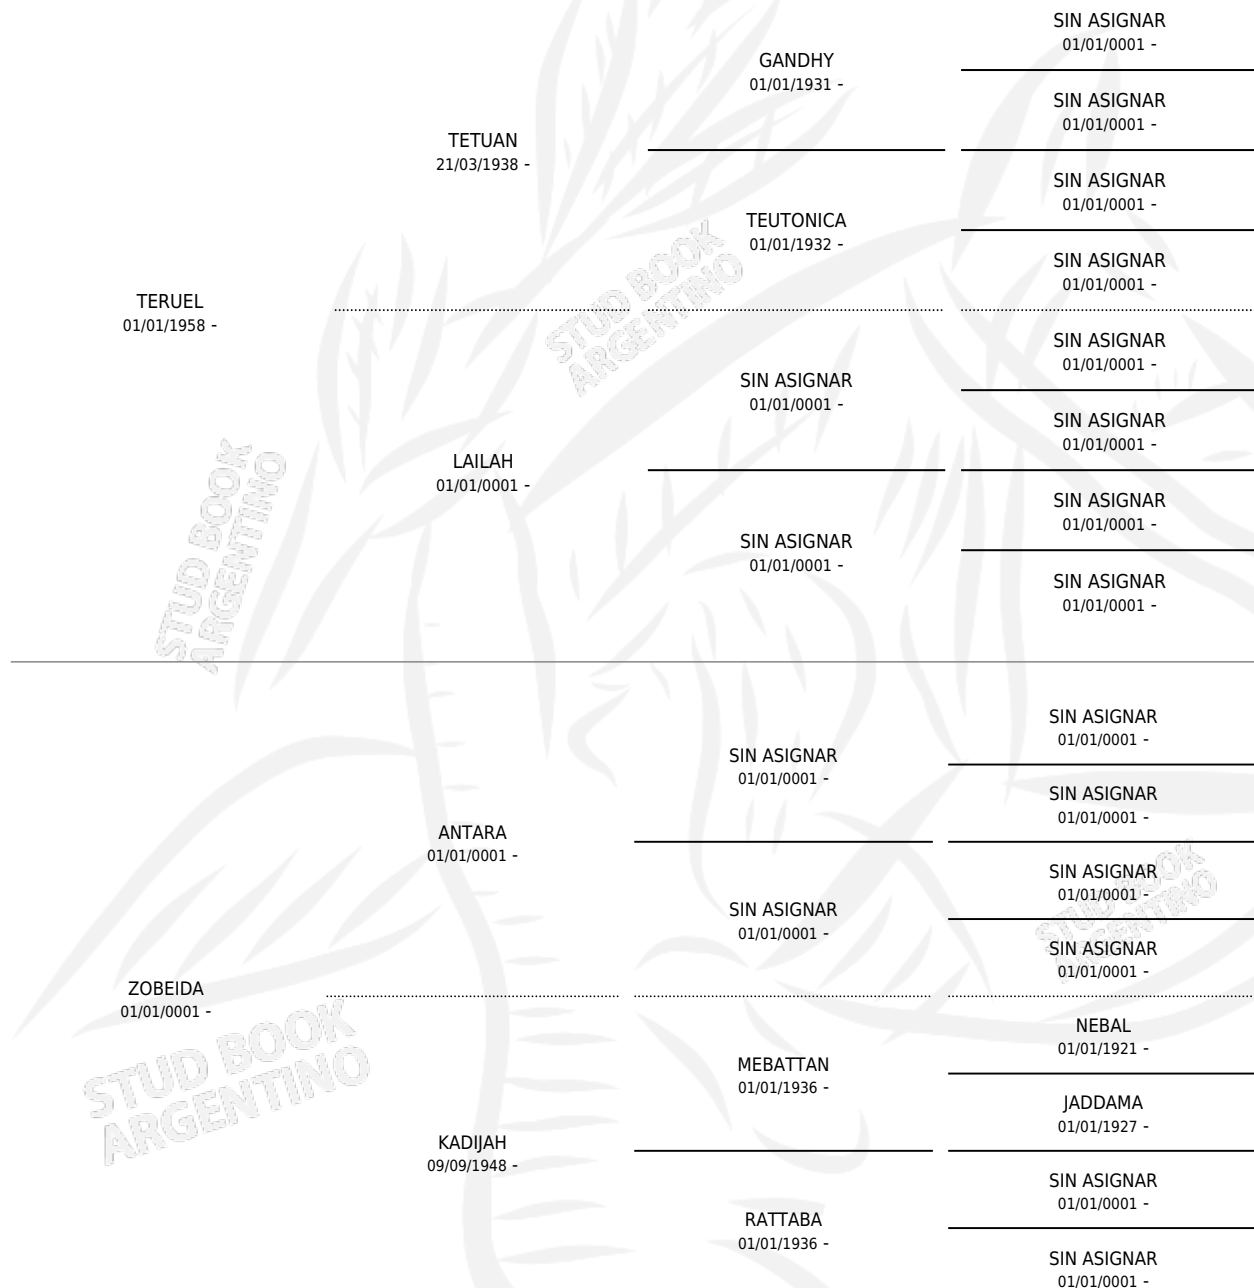 SIN ASIGNAR
01/01/0001 -
GANDHY
01/01/1931 -
SIN ASIGNAR
01/01/0001 -
TETUAN
21/03/1938 -
SIN ASIGNAR
01/01/0001 -
TEUTONICA
01/01/1932 -
SIN ASIGNAR
01/01/0001 -
TERUEL
01/01/1958 -
SIN ASIGNAR
01/01/0001 -
SIN ASIGNAR
01/01/0001 -
SIN ASIGNAR
01/01/0001 -
LAILAH
01/01/0001 -
SIN ASIGNAR
01/01/0001 -
SIN ASIGNAR
01/01/0001 -
SIN ASIGNAR
01/01/0001 -
STUD BOOK
ARGENTINO
STUD BOOK
ARGENTINO
SIN ASIGNAR
01/01/0001 -
SIN ASIGNAR
01/01/0001 -
SIN ASIGNAR
01/01/0001 -
ANTARA
01/01/0001 -
SIN ASIGNAR
01/01/0001 -
SIN ASIGNAR
01/01/0001 -
SIN ASIGNAR
01/01/0001 -
ZOBEIDA
01/01/0001 -
NEBAL
01/01/1921 -
MEBATTAN
01/01/1936 -
JADDAMA
01/01/1927 -
KADIJAH
09/09/1948 -
SIN ASIGNAR
01/01/0001 -
RATTABA
01/01/1936 -
SIN ASIGNAR
01/01/0001 -
STUD BOOK
ARGENTINO
STUD BOOK
ARGENTINO